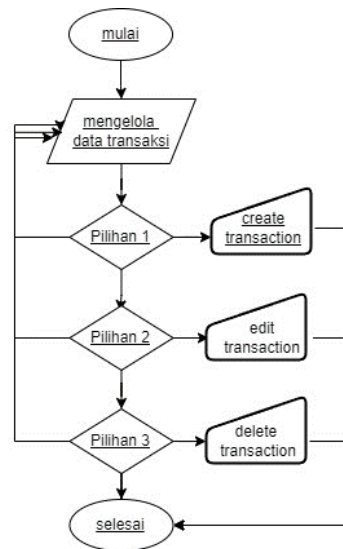 mulai
mengelola
data transaksi
Pilihan 1
create
transaction
Pilihan 2
edit
transaction
Pilihan 3
delete
transaction
selesai